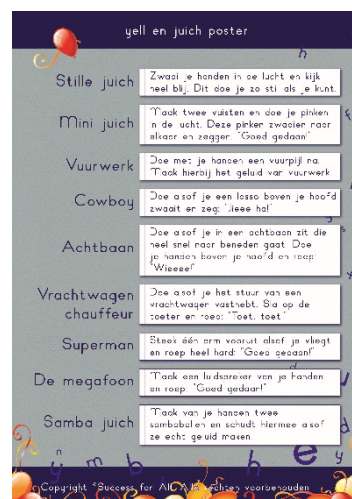 yell en juich poster
Stille juich
Zwaai je handen in de lucht en kijk
heel blij. Dit doe je zo stil als je kunt.
Mini juich
Maak twee vuisten en doe je pinken
in de lucht. Deze pinken zwaaien naar
elkaar en zeggen: "Goed gedaan!"
Vuurwerk
Doe met je handen een vuurpijl na.
Maak hierbij het geluid van vuurwerk.
Cowboy
Doe alsof je een lasso boven je hoofd
zwaait en zeg: "Jieee ha!"
Achtbaan
Doe alsof je in een achtbaan zit die
heel snel naar beneden gaat. Doe
je handen boven je hoofd en roep:
"Wieeee!"
Vrachtwagen
chauffeur
Doe alsof je het stuur van een
vrachtwagen vasthebt. Sla op de
toeter en roep: "Toet, toet."
Superman
Steek één arm vooruit alsof je vliegt
en roep heel hard: "Goed gedaan!"
De megafoon
Maak een luidspreker van je handen
en roep: "Goed gedaan!"
Samba juich
Maak van je handen twee
sambaballen en schudt hiermee alsof
ze echt geluid maken.
Copyright "Success for All" Alle rechten voorbehouden